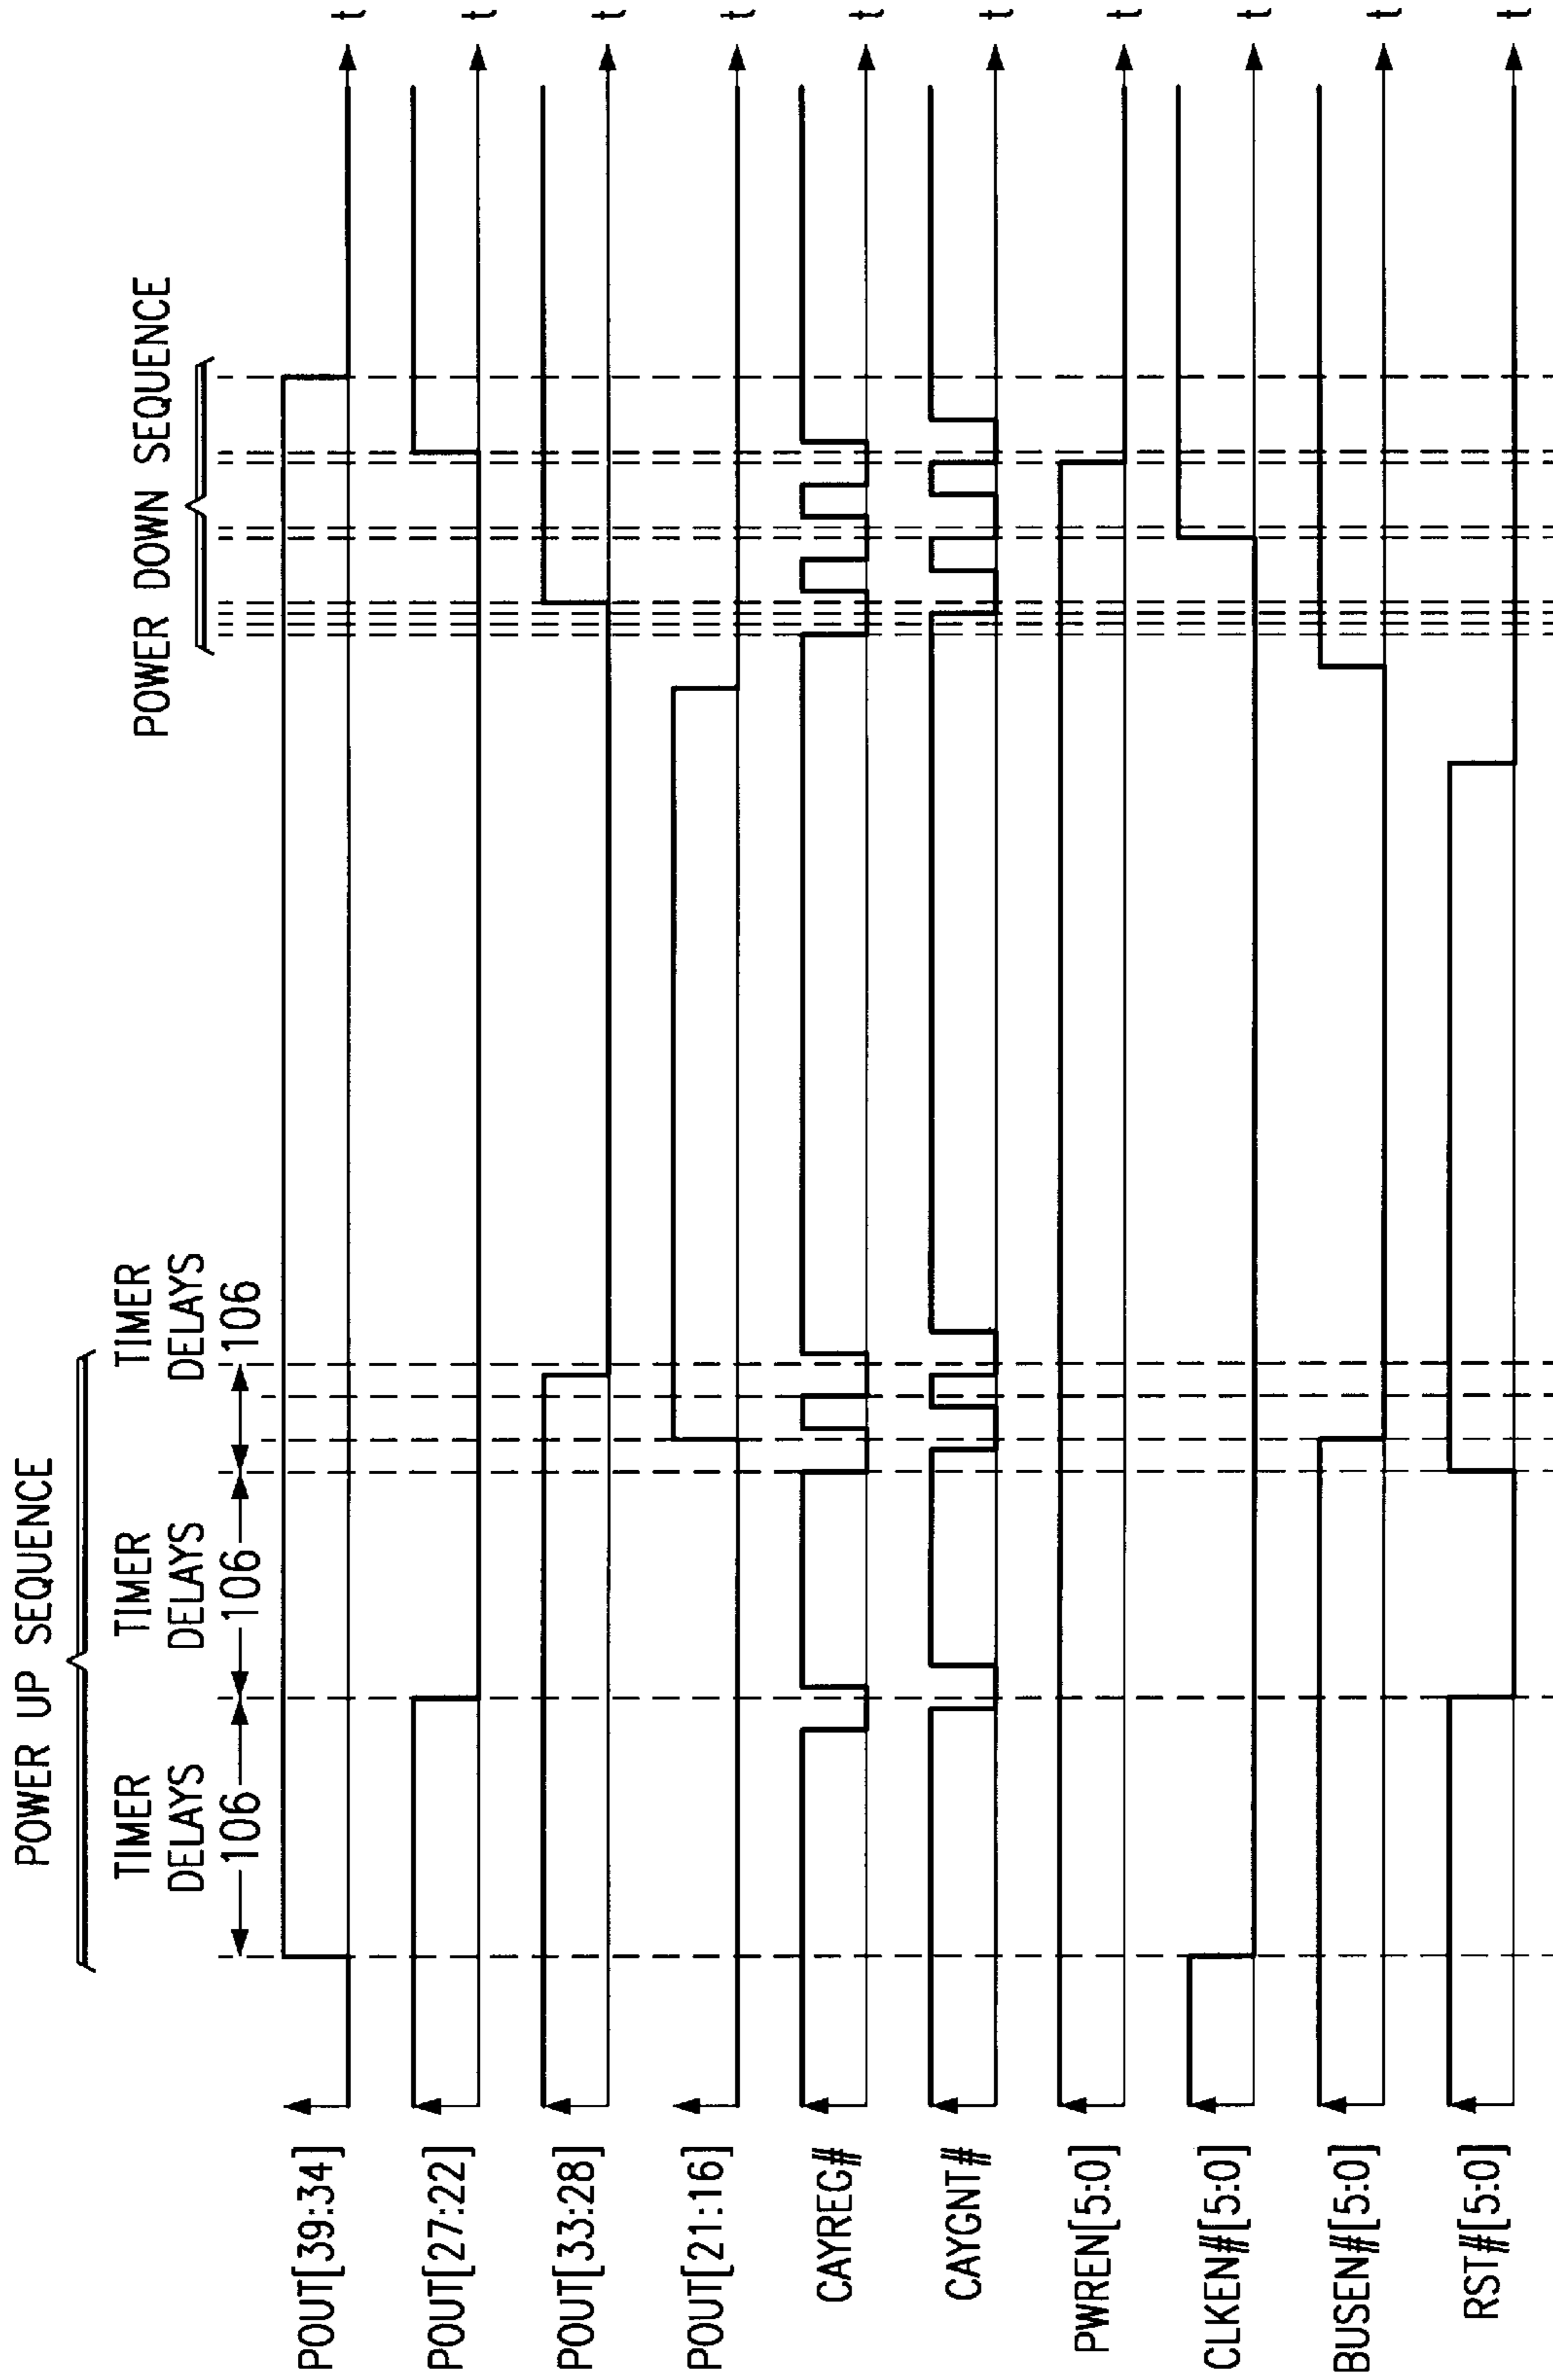 POWER UP SEQUENCE
POWER DOWN SEQUENCE
TIMER
DELAYS
106
TIMER
DELAYS
106
TIMER
DELAYS
106
POUT[39:34]
t
POUT[27:22]
t
POUT[33:28]
t
POUT[21:16]
t
CAYREG#
t
CAYGNT#
t
PWREN[5:0]
t
CLKEN#[5:0]
t
BUSEN#[5:0]
t
RST#[5:0]
t